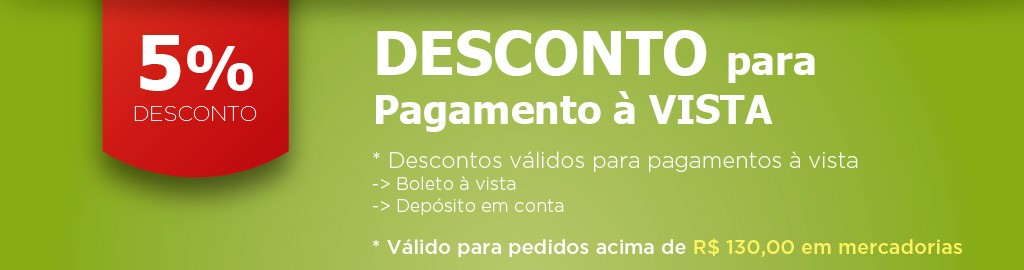 5%
DESCONTO
DESCONTO para
Pagamento à VISTA
* Descontos válidos para pagamentos à vista
-> Boleto à vista
-> Depósito em conta
* Válido para pedidos acima de R$ 130,00 em mercadorias